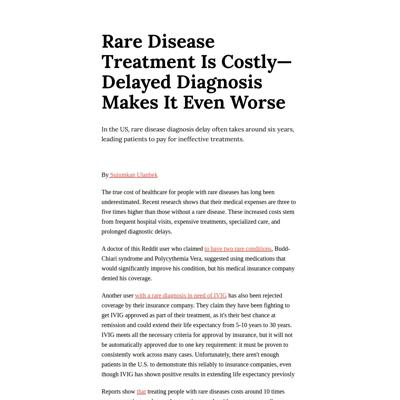 Rare Disease
Treatment Is Costly—
Delayed Diagnosis
Makes It Even Worse
In the US, rare disease diagnosis delay often takes around six years,
leading patients to pay for ineffective treatments.
By Suiumkan Ulanbek
The true cost of healthcare for people with rare diseases has long been
underestimated. Recent research shows that their medical expenses are three to
five times higher than those without a rare disease. These increased costs stem
from frequent hospital visits, expensive treatments, specialized care, and
prolonged diagnostic delays.
A doctor of this Reddit user who claimed to have two rare conditions, Budd-
Chiari syndrome and Polycythemia Vera, suggested using medications that
would significantly improve his condition, but his medical insurance company
denied his coverage.
Another user with a rare diagnosis in need of IVIG has also been rejected
coverage by their insurance company. They claim they have been fighting to
get IVIG approved as part of their treatment, as it's their best chance at
remission and could extend their life expectancy from 5-10 years to 30 years.
IVIG meets all the necessary criteria for approval by insurance, but it will not
be automatically approved due to one key requirement: it must be proven to
consistently work across many cases. Unfortunately, there aren't enough
patients in the U.S. to demonstrate this reliably to insurance companies, even
though IVIG has shown positive results in extending life expectancy previously
Reports show that treating people with rare diseases costs around 10 times